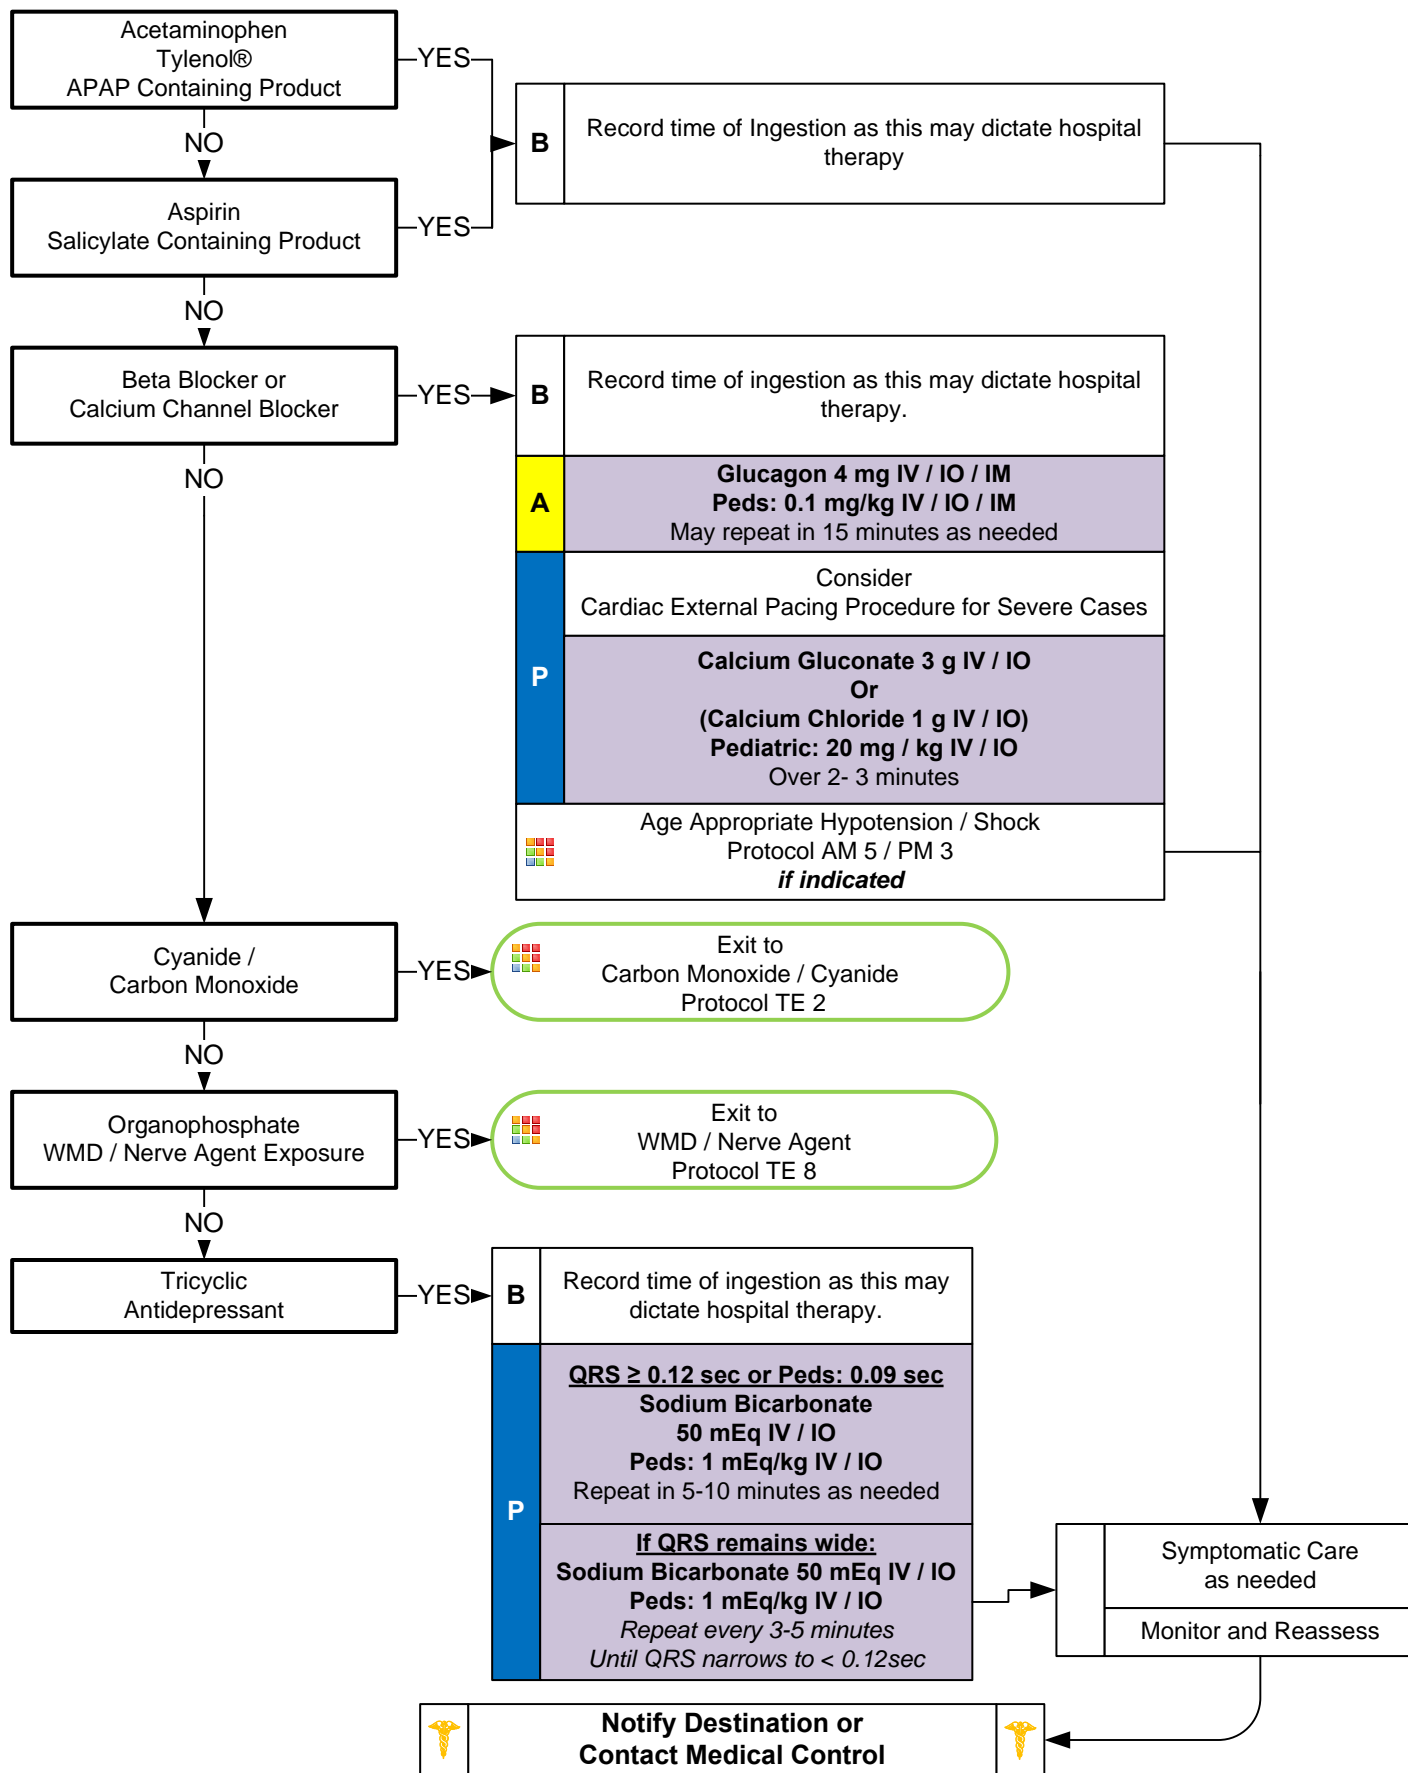 Acetaminophen
Tylenol®
APAP Containing Product
YES
NO
B
Record time of Ingestion as this may dictate hospital
therapy
Aspirin
Salicylate Containing Product
YES
NO
Beta Blocker or
Calcium Channel Blocker
YES
NO
B
Record time of ingestion as this may dictate hospital
therapy.
A
Glucagon 4 mg IV / IO / IM
Peds: 0.1 mg/kg IV / IO / IM
May repeat in 15 minutes as needed
P
Consider
Cardiac External Pacing Procedure for Severe Cases
Calcium Gluconate 3 g IV / IO
Or
(Calcium Chloride 1 g IV / IO)
Pediatric: 20 mg / kg IV / IO
Over 2- 3 minutes
Age Appropriate Hypotension / Shock
Protocol AM 5 / PM 3
if indicated
Cyanide /
Carbon Monoxide
YES
NO
Exit to
Carbon Monoxide / Cyanide
Protocol TE 2
Organophosphate
WMD / Nerve Agent Exposure
YES
NO
Exit to
WMD / Nerve Agent
Protocol TE 8
Tricyclic
Antidepressant
YES
B
Record time of ingestion as this may
dictate hospital therapy.
P
QRS ≥ 0.12 sec or Peds: 0.09 sec
Sodium Bicarbonate
50 mEq IV / IO
Peds: 1 mEq/kg IV / IO
Repeat in 5-10 minutes as needed
If QRS remains wide:
Sodium Bicarbonate 50 mEq IV / IO
Peds: 1 mEq/kg IV / IO
Repeat every 3-5 minutes
Until QRS narrows to < 0.12sec
Symptomatic Care
as needed
Monitor and Reassess
Notify Destination or
Contact Medical Control